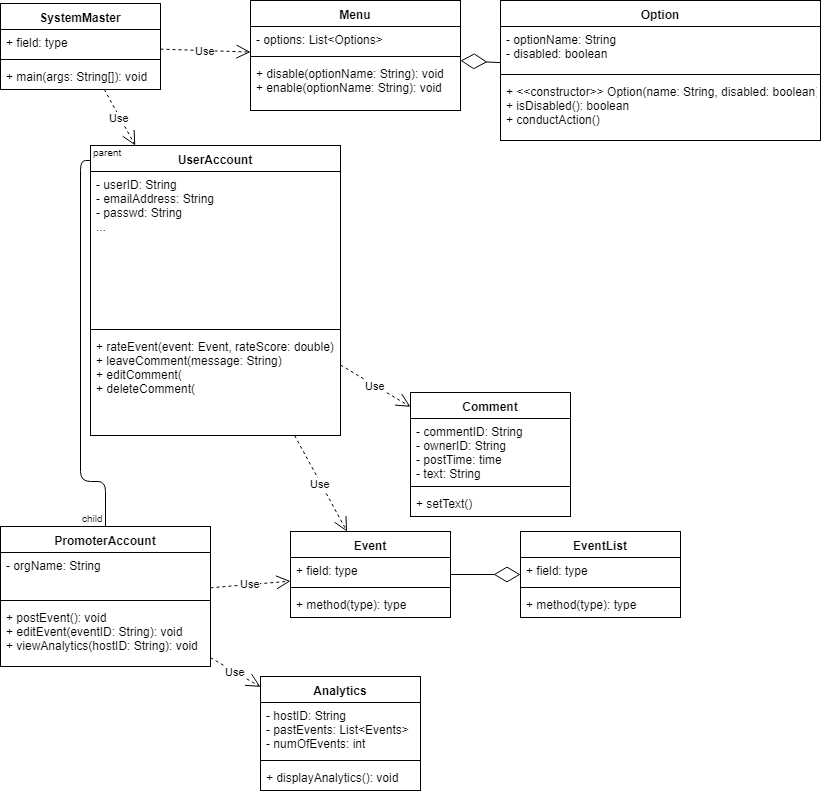 SystemMaster
+ field: type
+ main(args: String[]): void
Use
Menu
- options: List<Options>
+ disable(optionName: String): void
+ enable(optionName: String): void
Option
- optionName: String
- disabled: boolean
+ <<constructor>> Option(name: String, disabled: boolean
+ isDisabled(): boolean
+ conductAction()
Use
parent
UserAccount
- userID: String
- emailAddress: String
- passwd: String
...
+ rateEvent(event: Event, rateScore: double)
+ leaveComment(message: String)
+ editComment(
+ deleteComment(
Use
Comment
- commentID: String
- ownerID: String
- postTime: time
- text: String
+ setText()
Use
child
PromoterAccount
- orgName: String
+ postEvent(): void
+ editEvent(eventID: String): void
+ viewAnalytics(hostID: String): void
Use
Event
+ field: type
+ method(type): type
EventList
+ field: type
+ method(type): type
Use
Analytics
- hostID: String
- pastEvents: List<Events>
- numOfEvents: int
+ displayAnalytics(): void